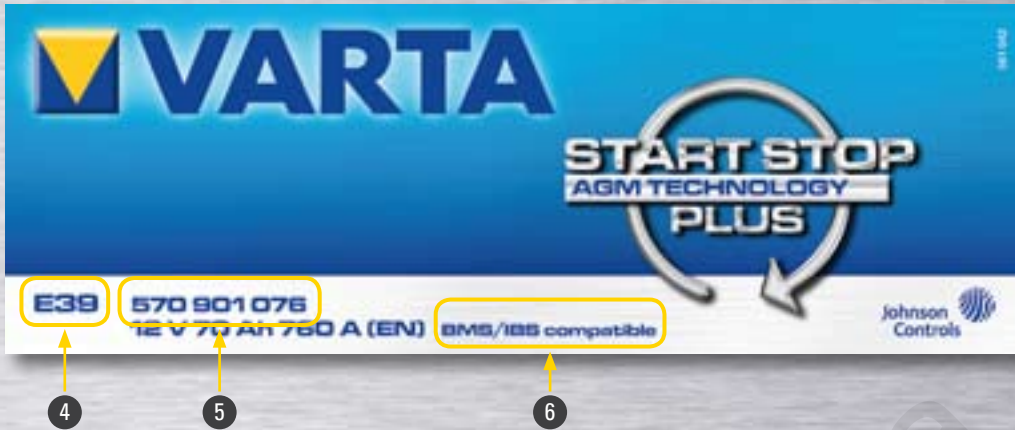 VARTA
START STOP
AGM TECHNOLOGY
PLUS
E39
570 901 076
12 V 70 Ah 760 A (EN)
BMS/IBS compatible
Johnson
Controls
4
5
6